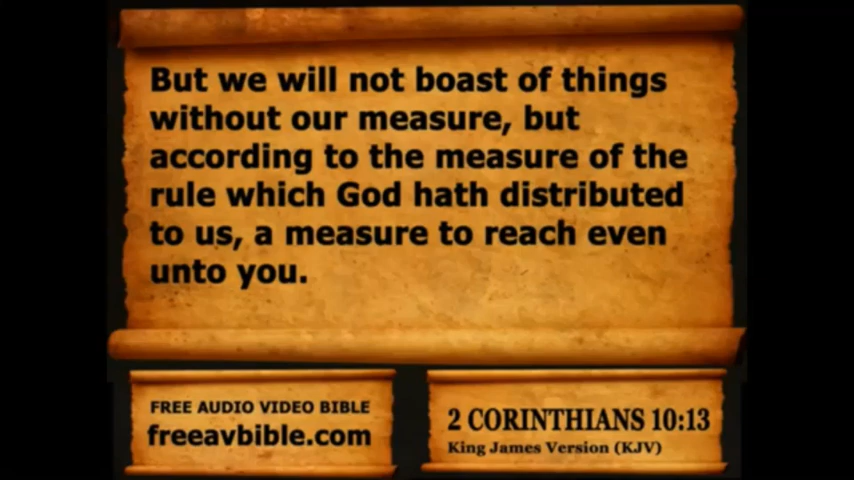 But we will not boast of things
without our measure, but
according to the measure of the
rule which God hath distributed
to us, a measure to reach even
unto you.
FREE AUDIO VIDEO BIBLE
freeavbible.com
2 CORINTHIANS 10:13
King James Version (KJV)